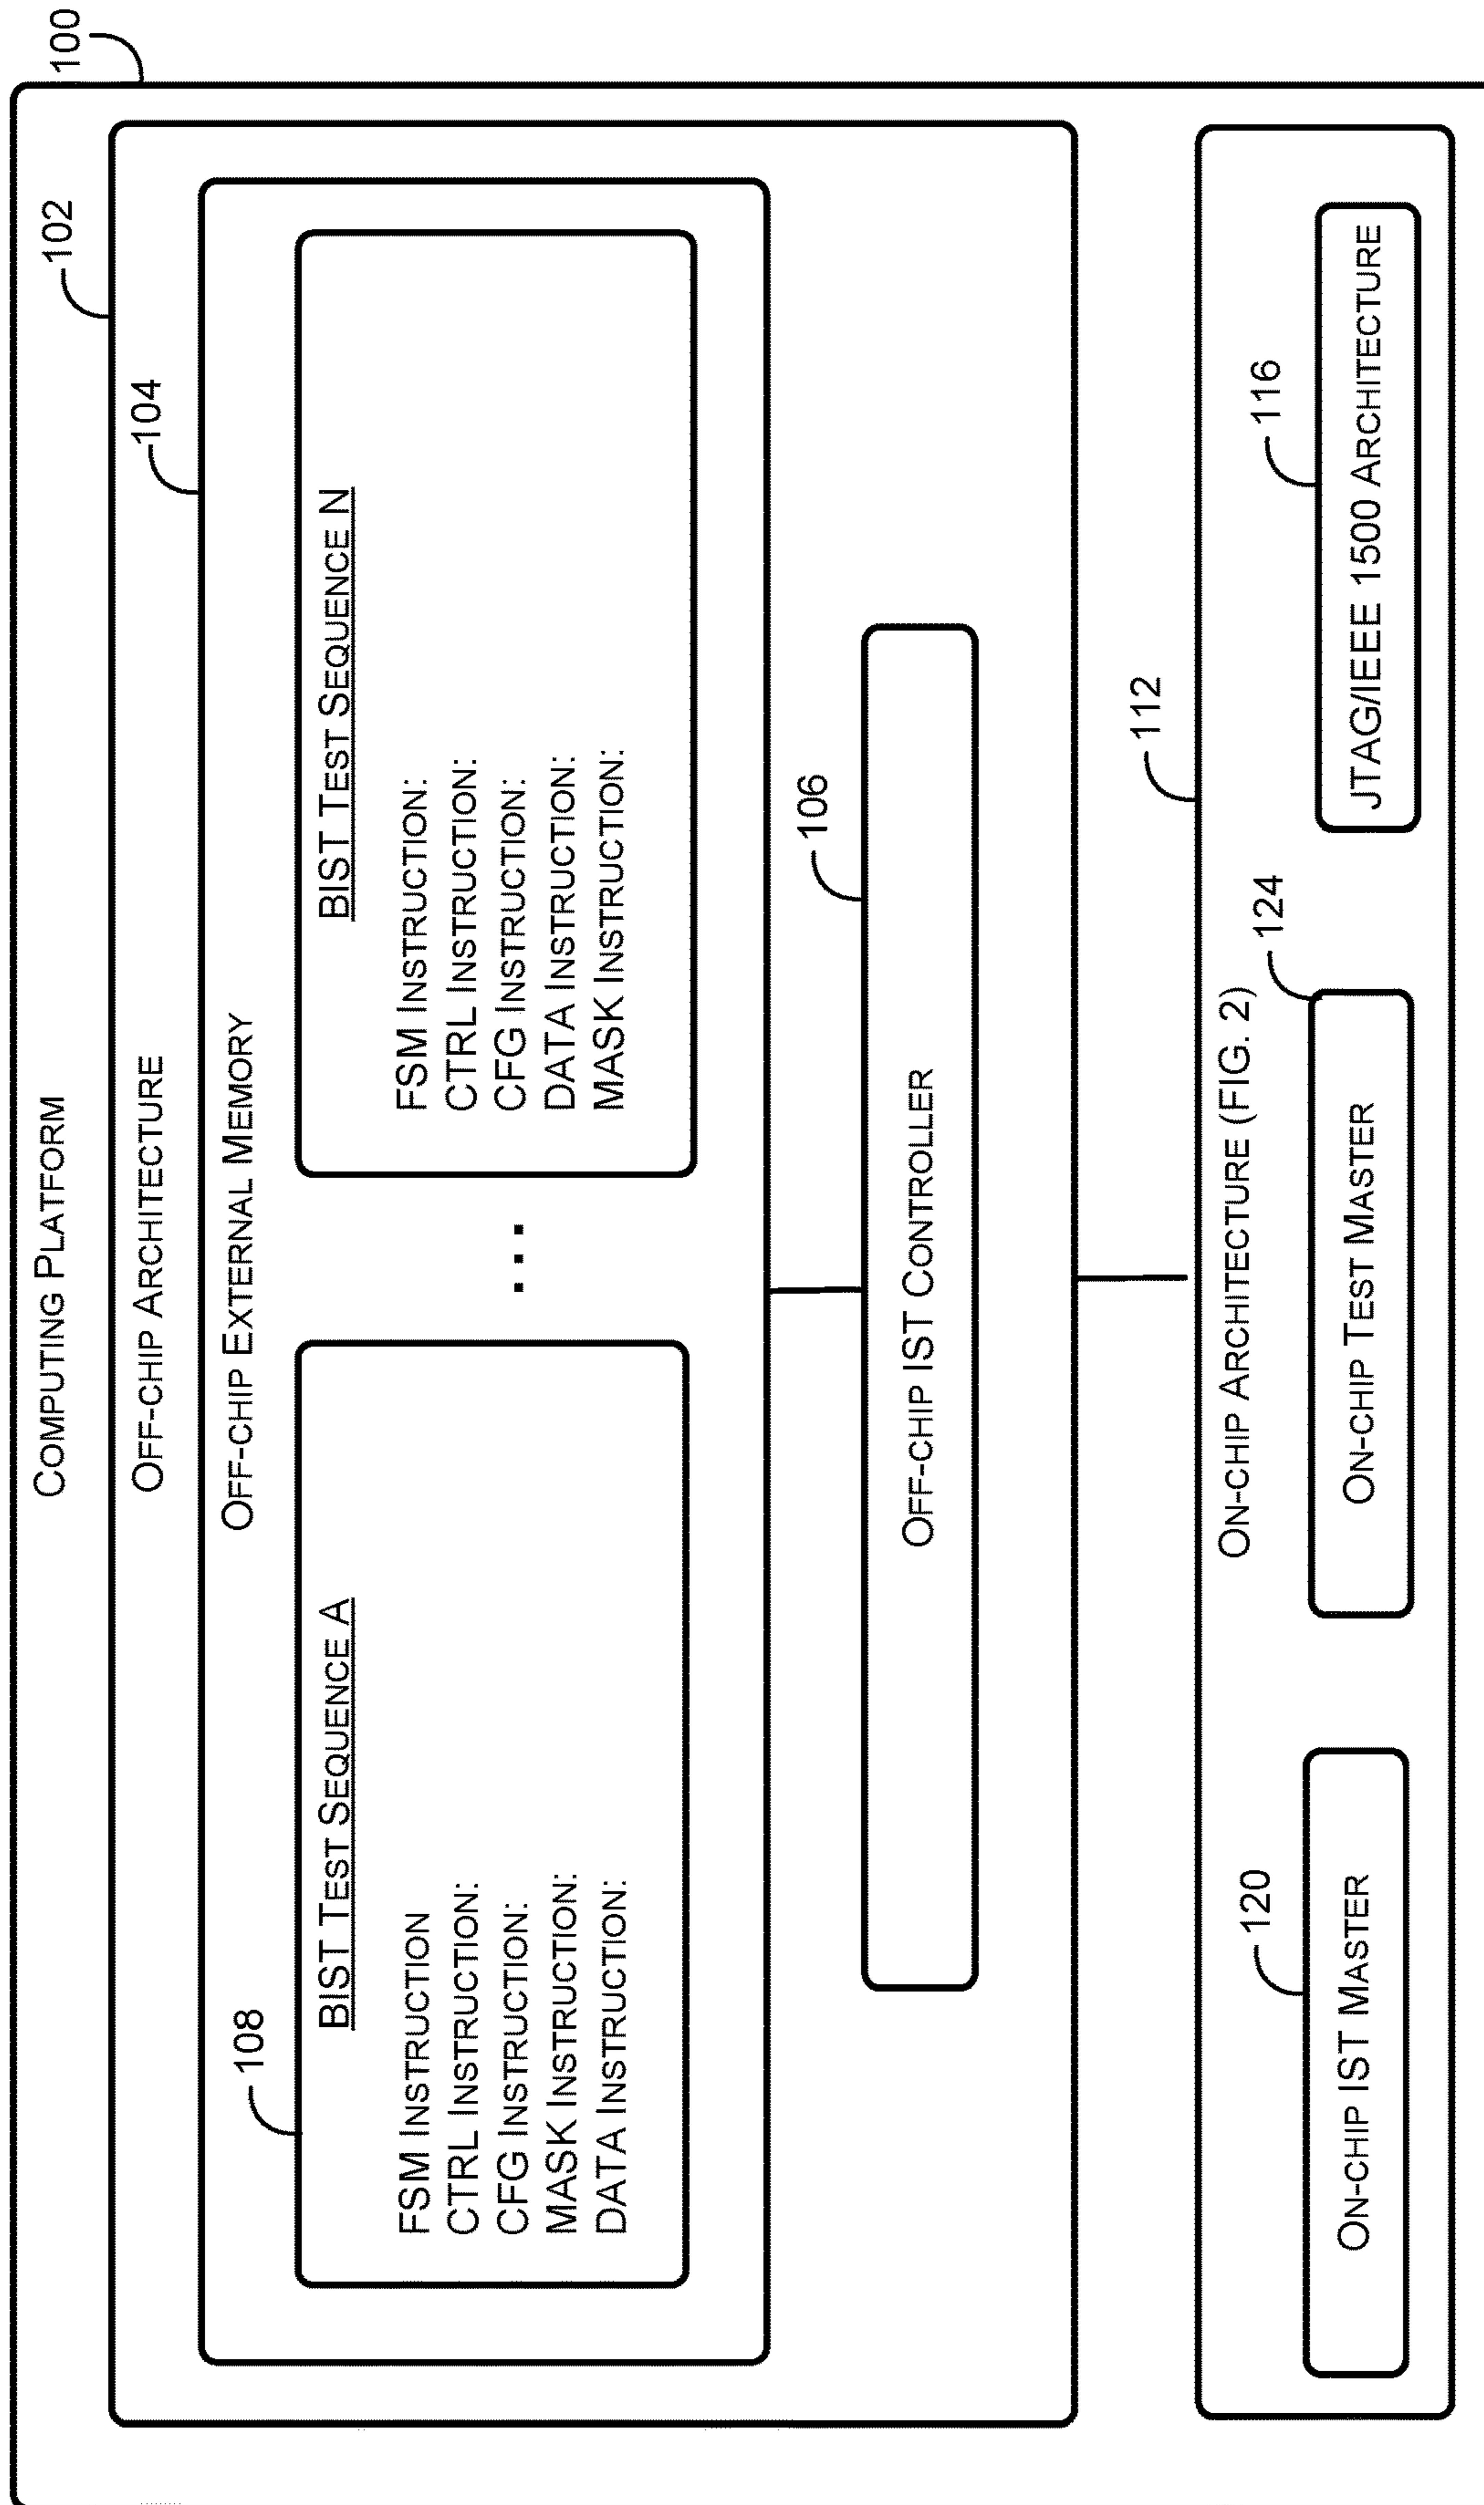 COMPUTING PLATFORM
100
OFF-CHIP ARCHITECTURE
102
OFF-CHIP EXTERNAL MEMORY
104
108
BIST TEST SEQUENCE A
FSM INSTRUCTION
CTRL INSTRUCTION:
CFG INSTRUCTION:
MASK INSTRUCTION:
DATA INSTRUCTION:
...
BIST TEST SEQUENCE N
FSM INSTRUCTION:
CTRL INSTRUCTION:
CFG INSTRUCTION:
DATA INSTRUCTION:
MASK INSTRUCTION:
106
OFF-CHIP IST CONTROLLER
112
ON-CHIP ARCHITECTURE (FIG. 2)
120
ON-CHIP IST MASTER
124
ON-CHIP TEST MASTER
116
JTAG/IEEE 1500 ARCHITECTURE